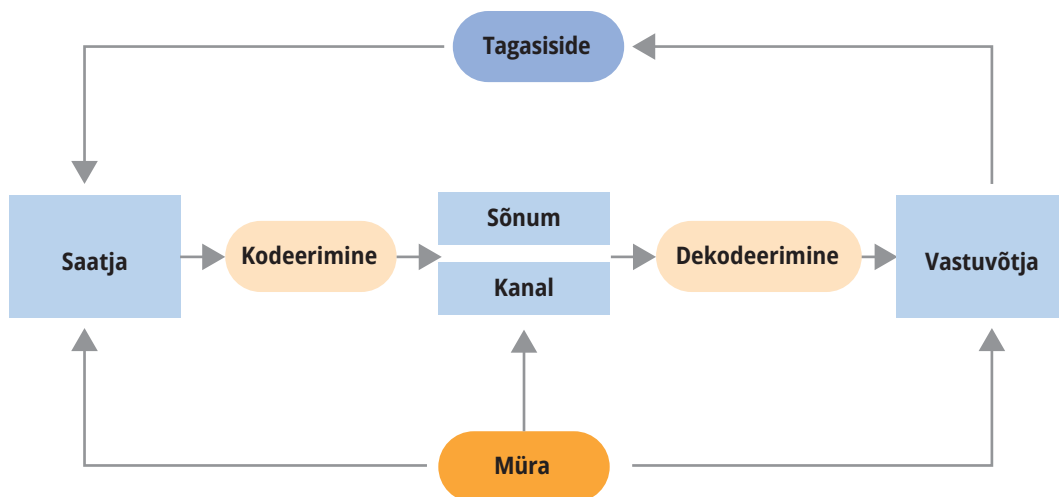 Tagasiside
Saatja
Kodeerimine
Sõnum
Kanal
Dekodeerimine
Vastuvõtja
Müra